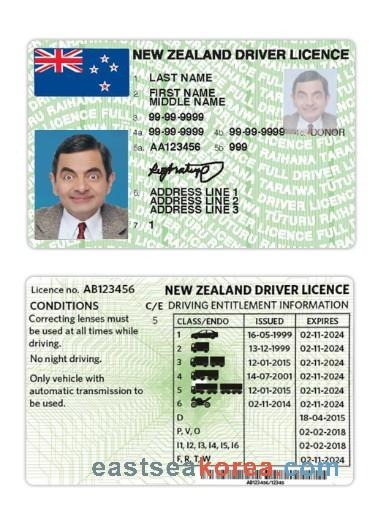 NEW ZEALAND DRIVER LICENCE
1. LAST NAME
2. FIRST NAME
MIDDLE NAME
3. 99-99-9999
4a. 99-99-9999 4b. 99-99-9999 4c. DONOR
5a. AA123456 5b. 999
6. ADDRESS LINE 1
ADDRESS LINE 2
ADDRESS LINE 3
7. 1
Licence no. AB123456 NEW ZEALAND DRIVER LICENCE
CONDITIONS C/E DRIVING ENTITLEMENT INFORMATION
Correcting lenses must
be used at all times while
driving.
No night driving.
Only vehicle with
automatic transmission to
be used.
5 CLASS/ENDO ISSUED EXPIRES
1 16-05-1999 02-11-2024
2 13-12-1999 02-11-2024
3 12-01-2015 02-11-2024
4 14-07-2001 02-11-2024
5 12-01-2015 02-11-2024
6 02-11-2014 02-11-2024
D 18-04-2015
P, V, O 02-02-2018
I1, I2, I3, I4, I5, I6 02-02-2018
F, R, T, W 02-11-2024
eastseakorea.com
AB123456/12345